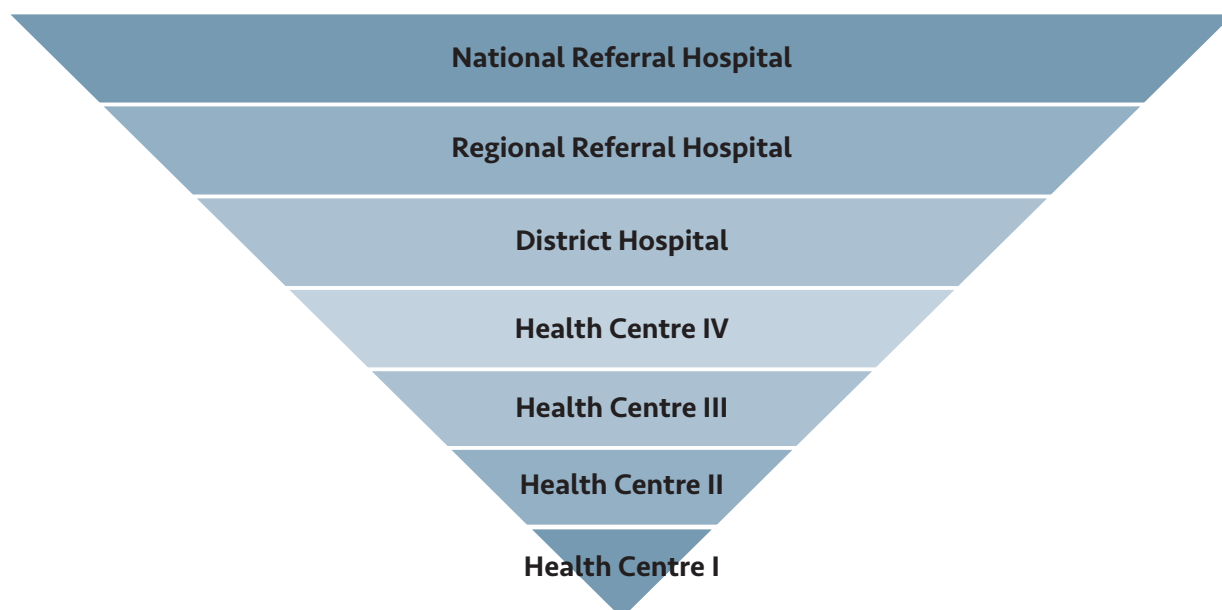 National Referral Hospital
Regional Referral Hospital
District Hospital
Health Centre IV
Health Centre III
Health Centre II
Health Centre I